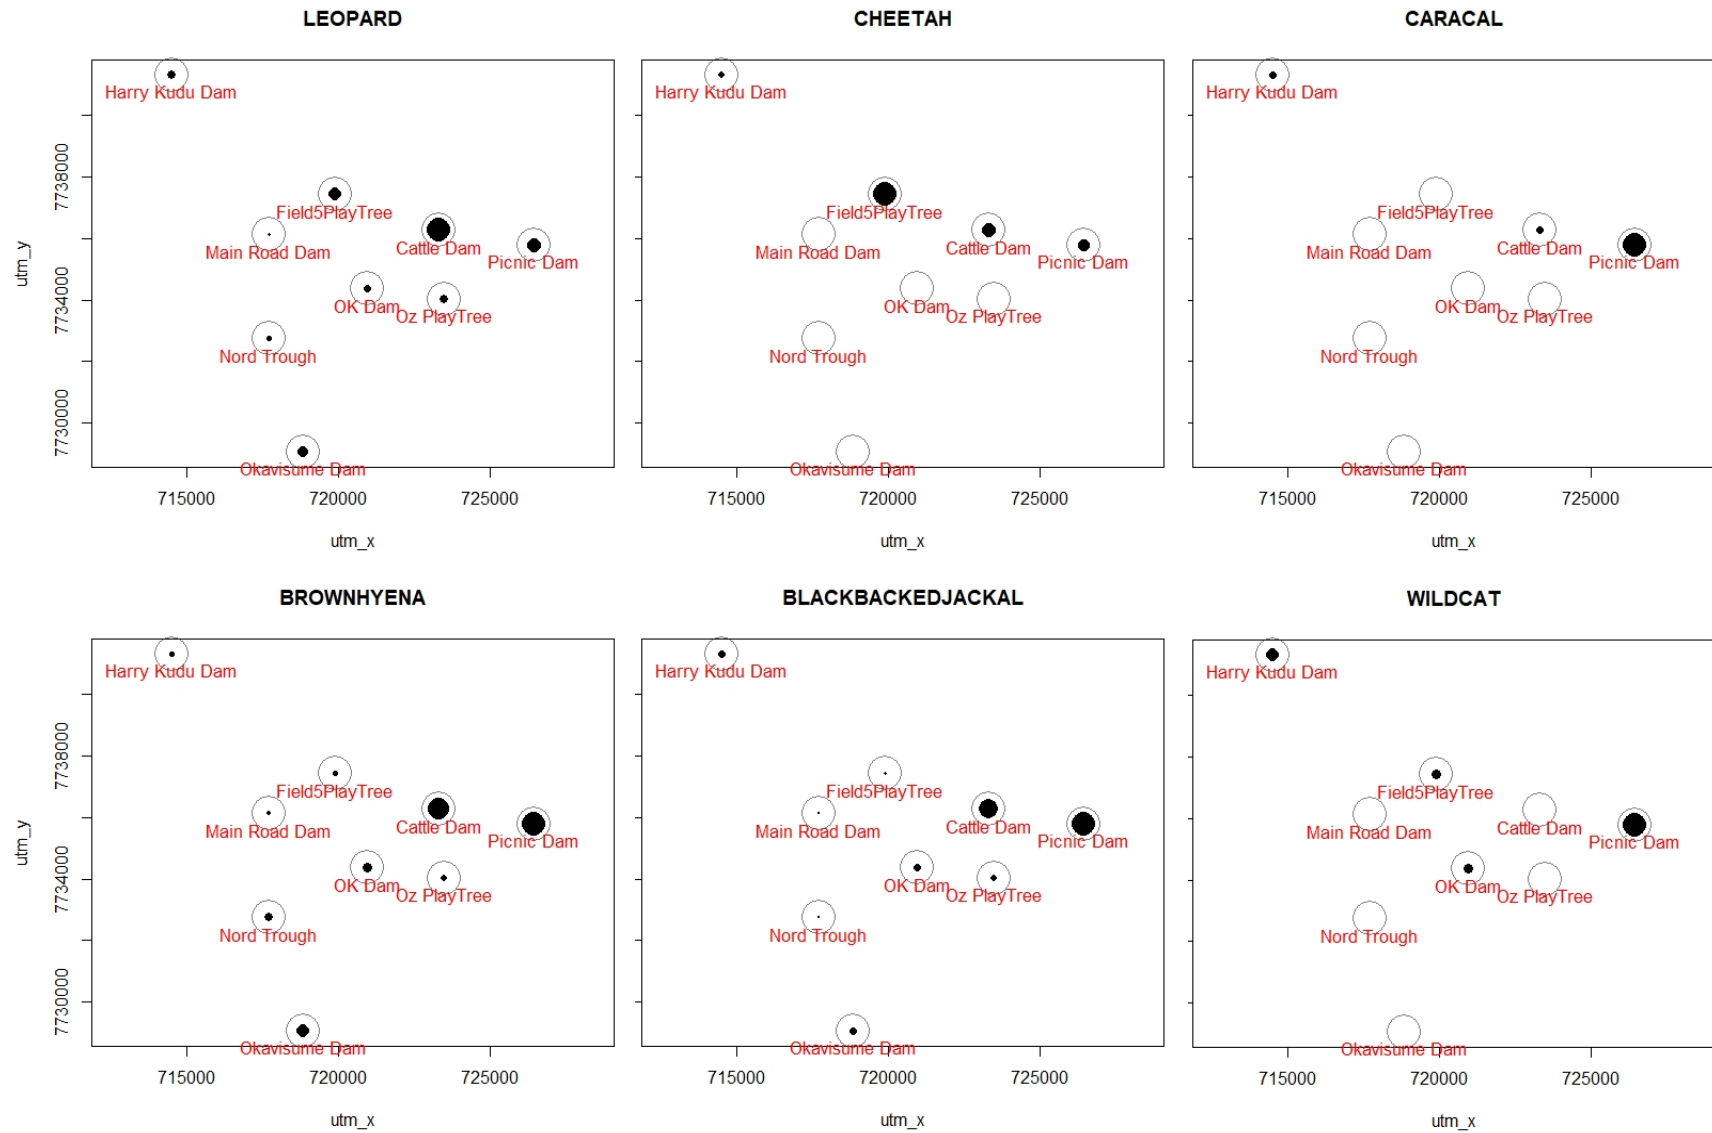 LEOPARD
CHEETAH
CARACAL
Harry Kudu Dam
Harry Kudu Dam
Harry Kudu Dam
7738000
utm_y
7734000
7730000
Field5PlayTree
Main Road Dam
Cattle Dam
Picnic Dam
OK Dam
Oz PlayTree
Nord Trough
Okavisume Dam
Field5PlayTree
Main Road Dam
Cattle Dam
Picnic Dam
OK Dam
Oz PlayTree
Nord Trough
Okavisume Dam
Field5PlayTree
Main Road Dam
Cattle Dam
Picnic Dam
OK Dam
Oz PlayTree
Nord Trough
Okavisume Dam
715000 720000 725000
715000 720000 725000
715000 720000 725000
utm_x
utm_x
utm_x
BROWNHYENA
BLACKBACKEDJACKAL
WILDCAT
Harry Kudu Dam
Harry Kudu Dam
Harry Kudu Dam
7738000
utm_y
7734000
7730000
Field5PlayTree
Main Road Dam
Cattle Dam
Picnic Dam
OK Dam
Oz PlayTree
Nord Trough
Okavisume Dam
Field5PlayTree
Main Road Dam
Cattle Dam
Picnic Dam
OK Dam
Oz PlayTree
Nord Trough
Okavisume Dam
Field5PlayTree
Main Road Dam
Cattle Dam
Picnic Dam
OK Dam
Oz PlayTree
Nord Trough
Okavisume Dam
715000 720000 725000
715000 720000 725000
715000 720000 725000
utm_x
utm_x
utm_x